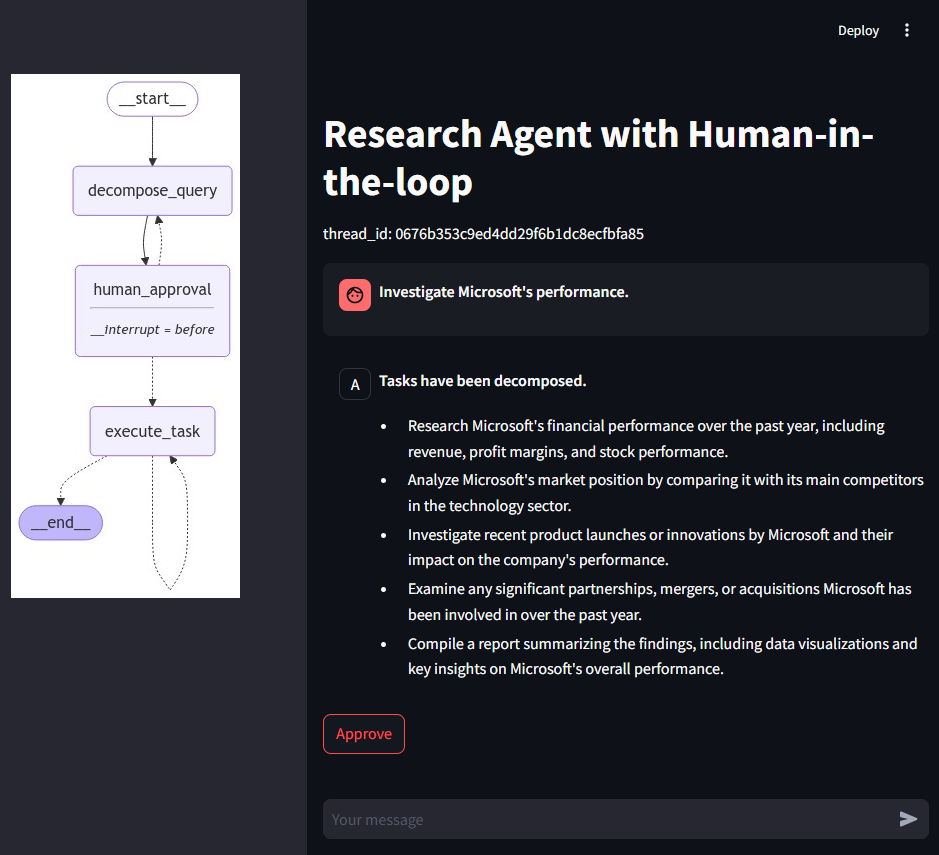 __start__
decompose_query
human_approval
__interrupt = before
execute_task
__end__
Deploy
Research Agent with Human-in-
the-loop
thread_id: 0676b353c9ed4dd29f6b1dc8ecfbfa85
Investigate Microsoft's performance.
A
Tasks have been decomposed.
• Research Microsoft's financial performance over the past year, including
revenue, profit margins, and stock performance.
• Analyze Microsoft's market position by comparing it with its main competitors
in the technology sector.
• Investigate recent product launches or innovations by Microsoft and their
impact on the company's performance.
• Examine any significant partnerships, mergers, or acquisitions Microsoft has
been involved in over the past year.
• Compile a report summarizing the findings, including data visualizations and
key insights on Microsoft's overall performance.
Approve
Your message